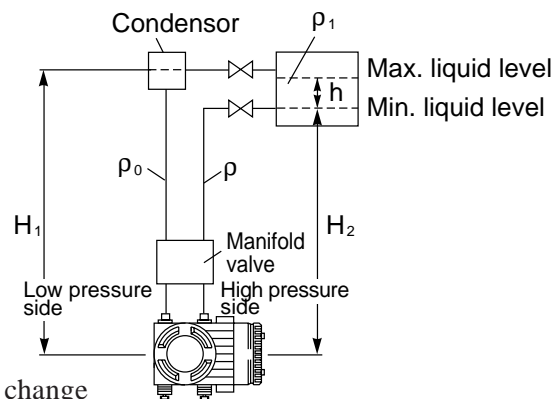 Condensor
ρ1
Max. liquid level
h
Min. liquid level
ρ0
ρ
H1
H2
Manifold
valve
Low pressure
side
High pressure
side
change